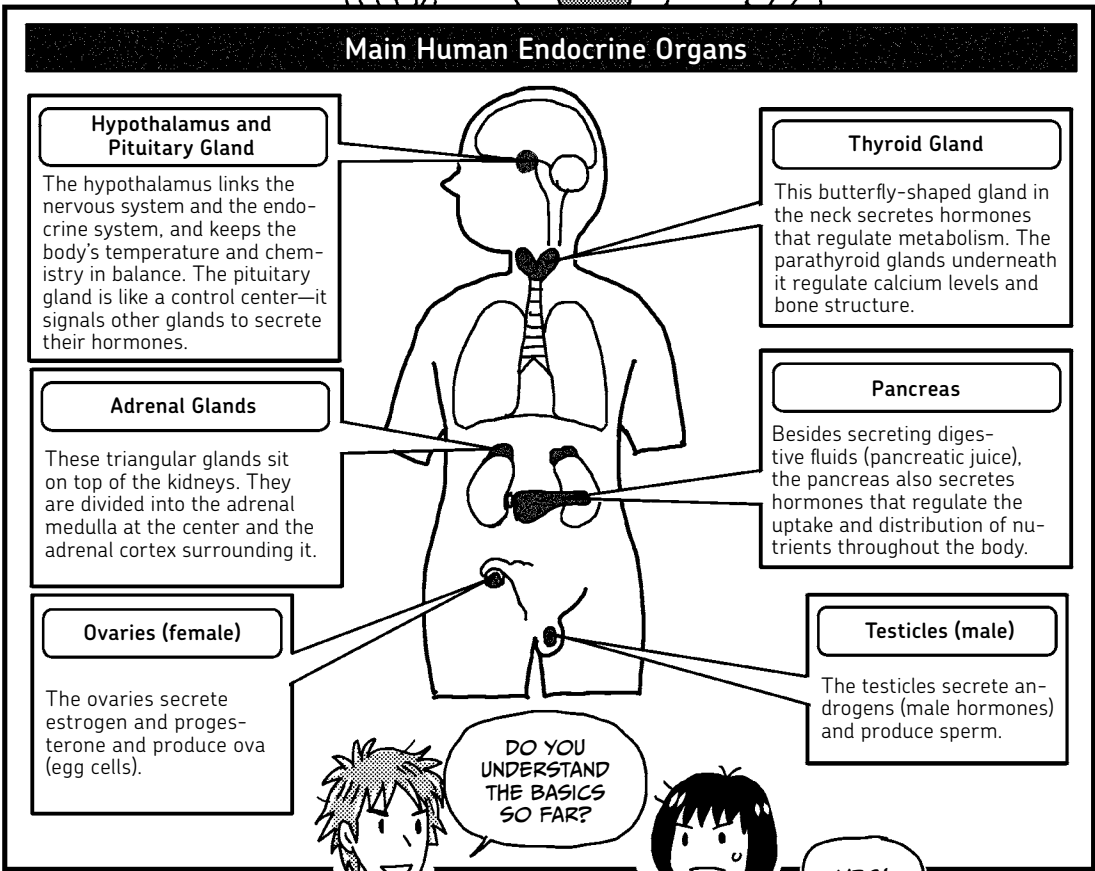 Main Human Endocrine Organs
Hypothalamus and
Pituitary Gland
The hypothalamus links the
nervous system and the endo-
crine system, and keeps the
body's temperature and chem-
istry in balance. The pituitary
gland is like a control center—it
signals other glands to secrete
their hormones.
Thyroid Gland
This butterfly-shaped gland in
the neck secretes hormones
that regulate metabolism. The
parathyroid glands underneath
it regulate calcium levels and
bone structure.
Adrenal Glands
These triangular glands sit
on top of the kidneys. They
are divided into the adrenal
medulla at the center and the
adrenal cortex surrounding it.
Pancreas
Besides secreting diges-
tive fluids (pancreatic juice),
the pancreas also secretes
hormones that regulate the
uptake and distribution of nu-
trients throughout the body.
Ovaries (female)
The ovaries secrete
estrogen and proges-
terone and produce ova
(egg cells).
Testicles (male)
The testicles secrete an-
drogens (male hormones)
and produce sperm.
DO YOU
UNDERSTAND
THE BASICS
SO FAR?